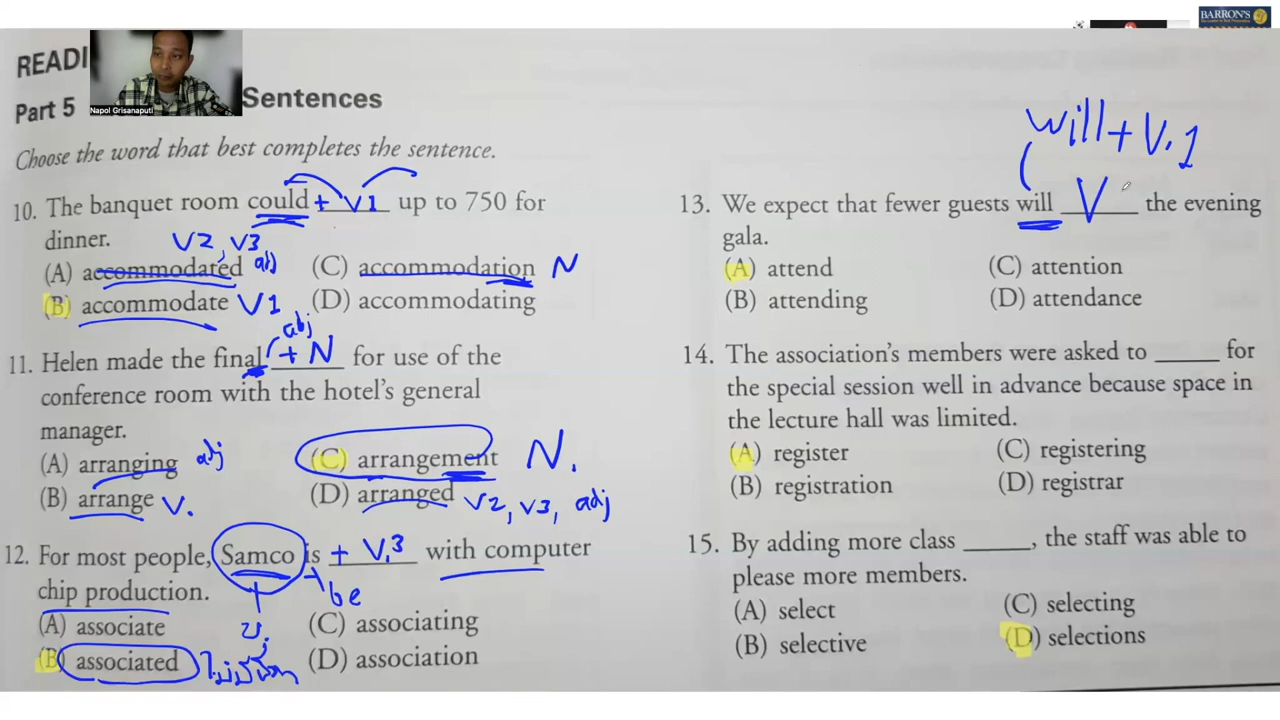 BARRON'S
READI
Napol Grisanaputi
Part 5 Sentences
Choose the word that best completes the sentence.
10. The banquet room could + V1 up to 750 for
dinner.
V2, V3
(A) accommodated adj (C) accommodation N
(B) accommodate V1 (D) accommodating
adj
11. Helen made the final + N for use of the
conference room with the hotel's general
manager.
(A) arranging adj (C) arrangement N.
(B) arrange V. (D) arranged V2, V3, adj
12. For most people, Samco is + V.3 with computer
be
chip production.
(A) associate (C) associating
(B) associated (D) association
will + V.1
13. We expect that fewer guests will V the evening
gala.
(A) attend (C) attention
(B) attending (D) attendance
14. The association's members were asked to _____ for
the special session well in advance because space in
the lecture hall was limited.
(A) register (C) registering
(B) registration (D) registrar
15. By adding more class _____, the staff was able to
please more members.
(A) select (C) selecting
(B) selective (D) selections